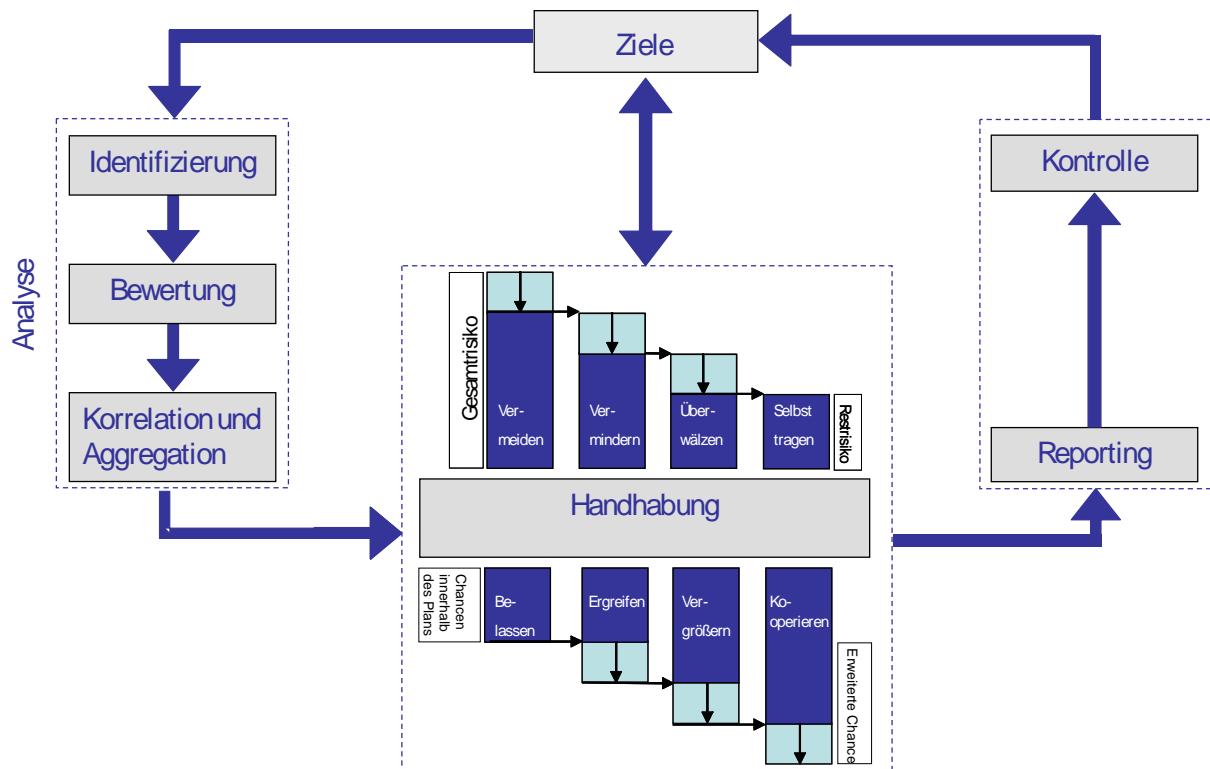 Ziele
Identifizierung
Bewertung
Korrelation und
Aggregation
Analyse
Gesamtrisiko
Ver-
meiden
Ver-
mindern
Über-
wälzen
Selbst
tragen
Restrisiko
Handhabung
Chancen
innerhalb
des Plans
Be-
lassen
Ergreifen
Ver-
größern
Ko-
operieren
Erweiterte Chance
Kontrolle
Reporting